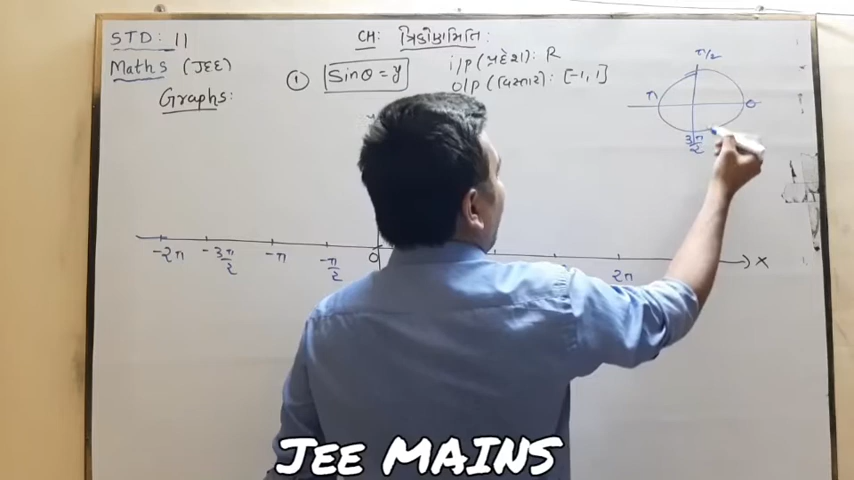 STD: 11
CH: ત્રિકોણમિતિ:
Maths (JEE)
Graphs:
① Sinθ = y
i/p (પ્રદેશ): R
o/p (વિસ્તાર): [-1, 1]
π/2
π
0
3π/2
-2π -3π/2 -π -π/2 0 2π X
JEE MAINS